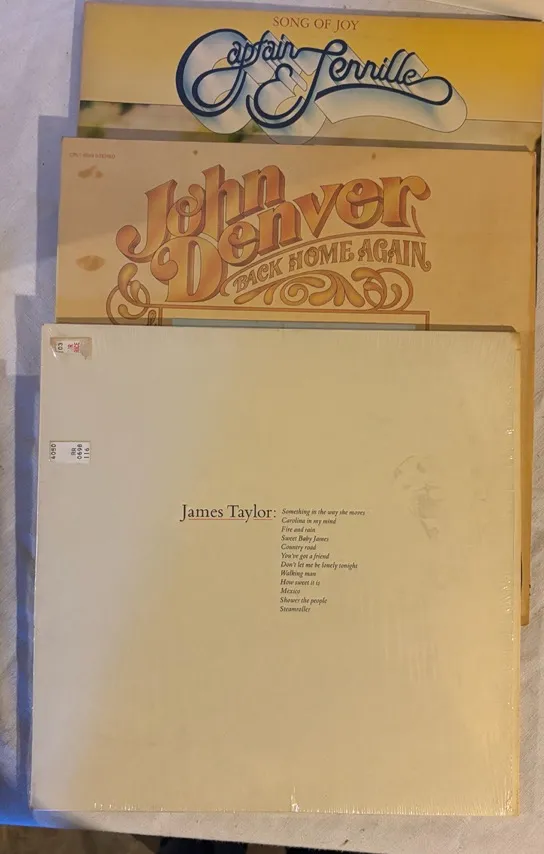 SONG OF JOY
Captain
& Tennille
John
Denver
BACK HOME AGAIN
James Taylor:
Something in the way she moves
Carolina in my mind
Fire and rain
Sweet Baby James
Country road
You've got a friend
Don't let me be lonely tonight
Walking man
How sweet it is
Mexico
Shower the people
Steamroller